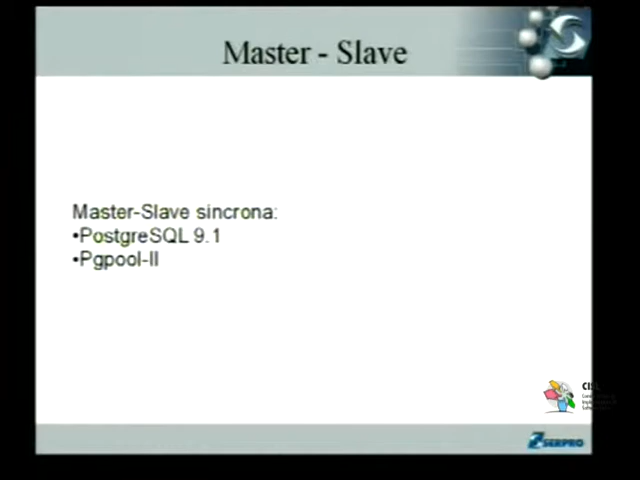 Master - Slave
Master-Slave sincrona:
•PostgreSQL 9.1
•Pgpool-II
SERPRO